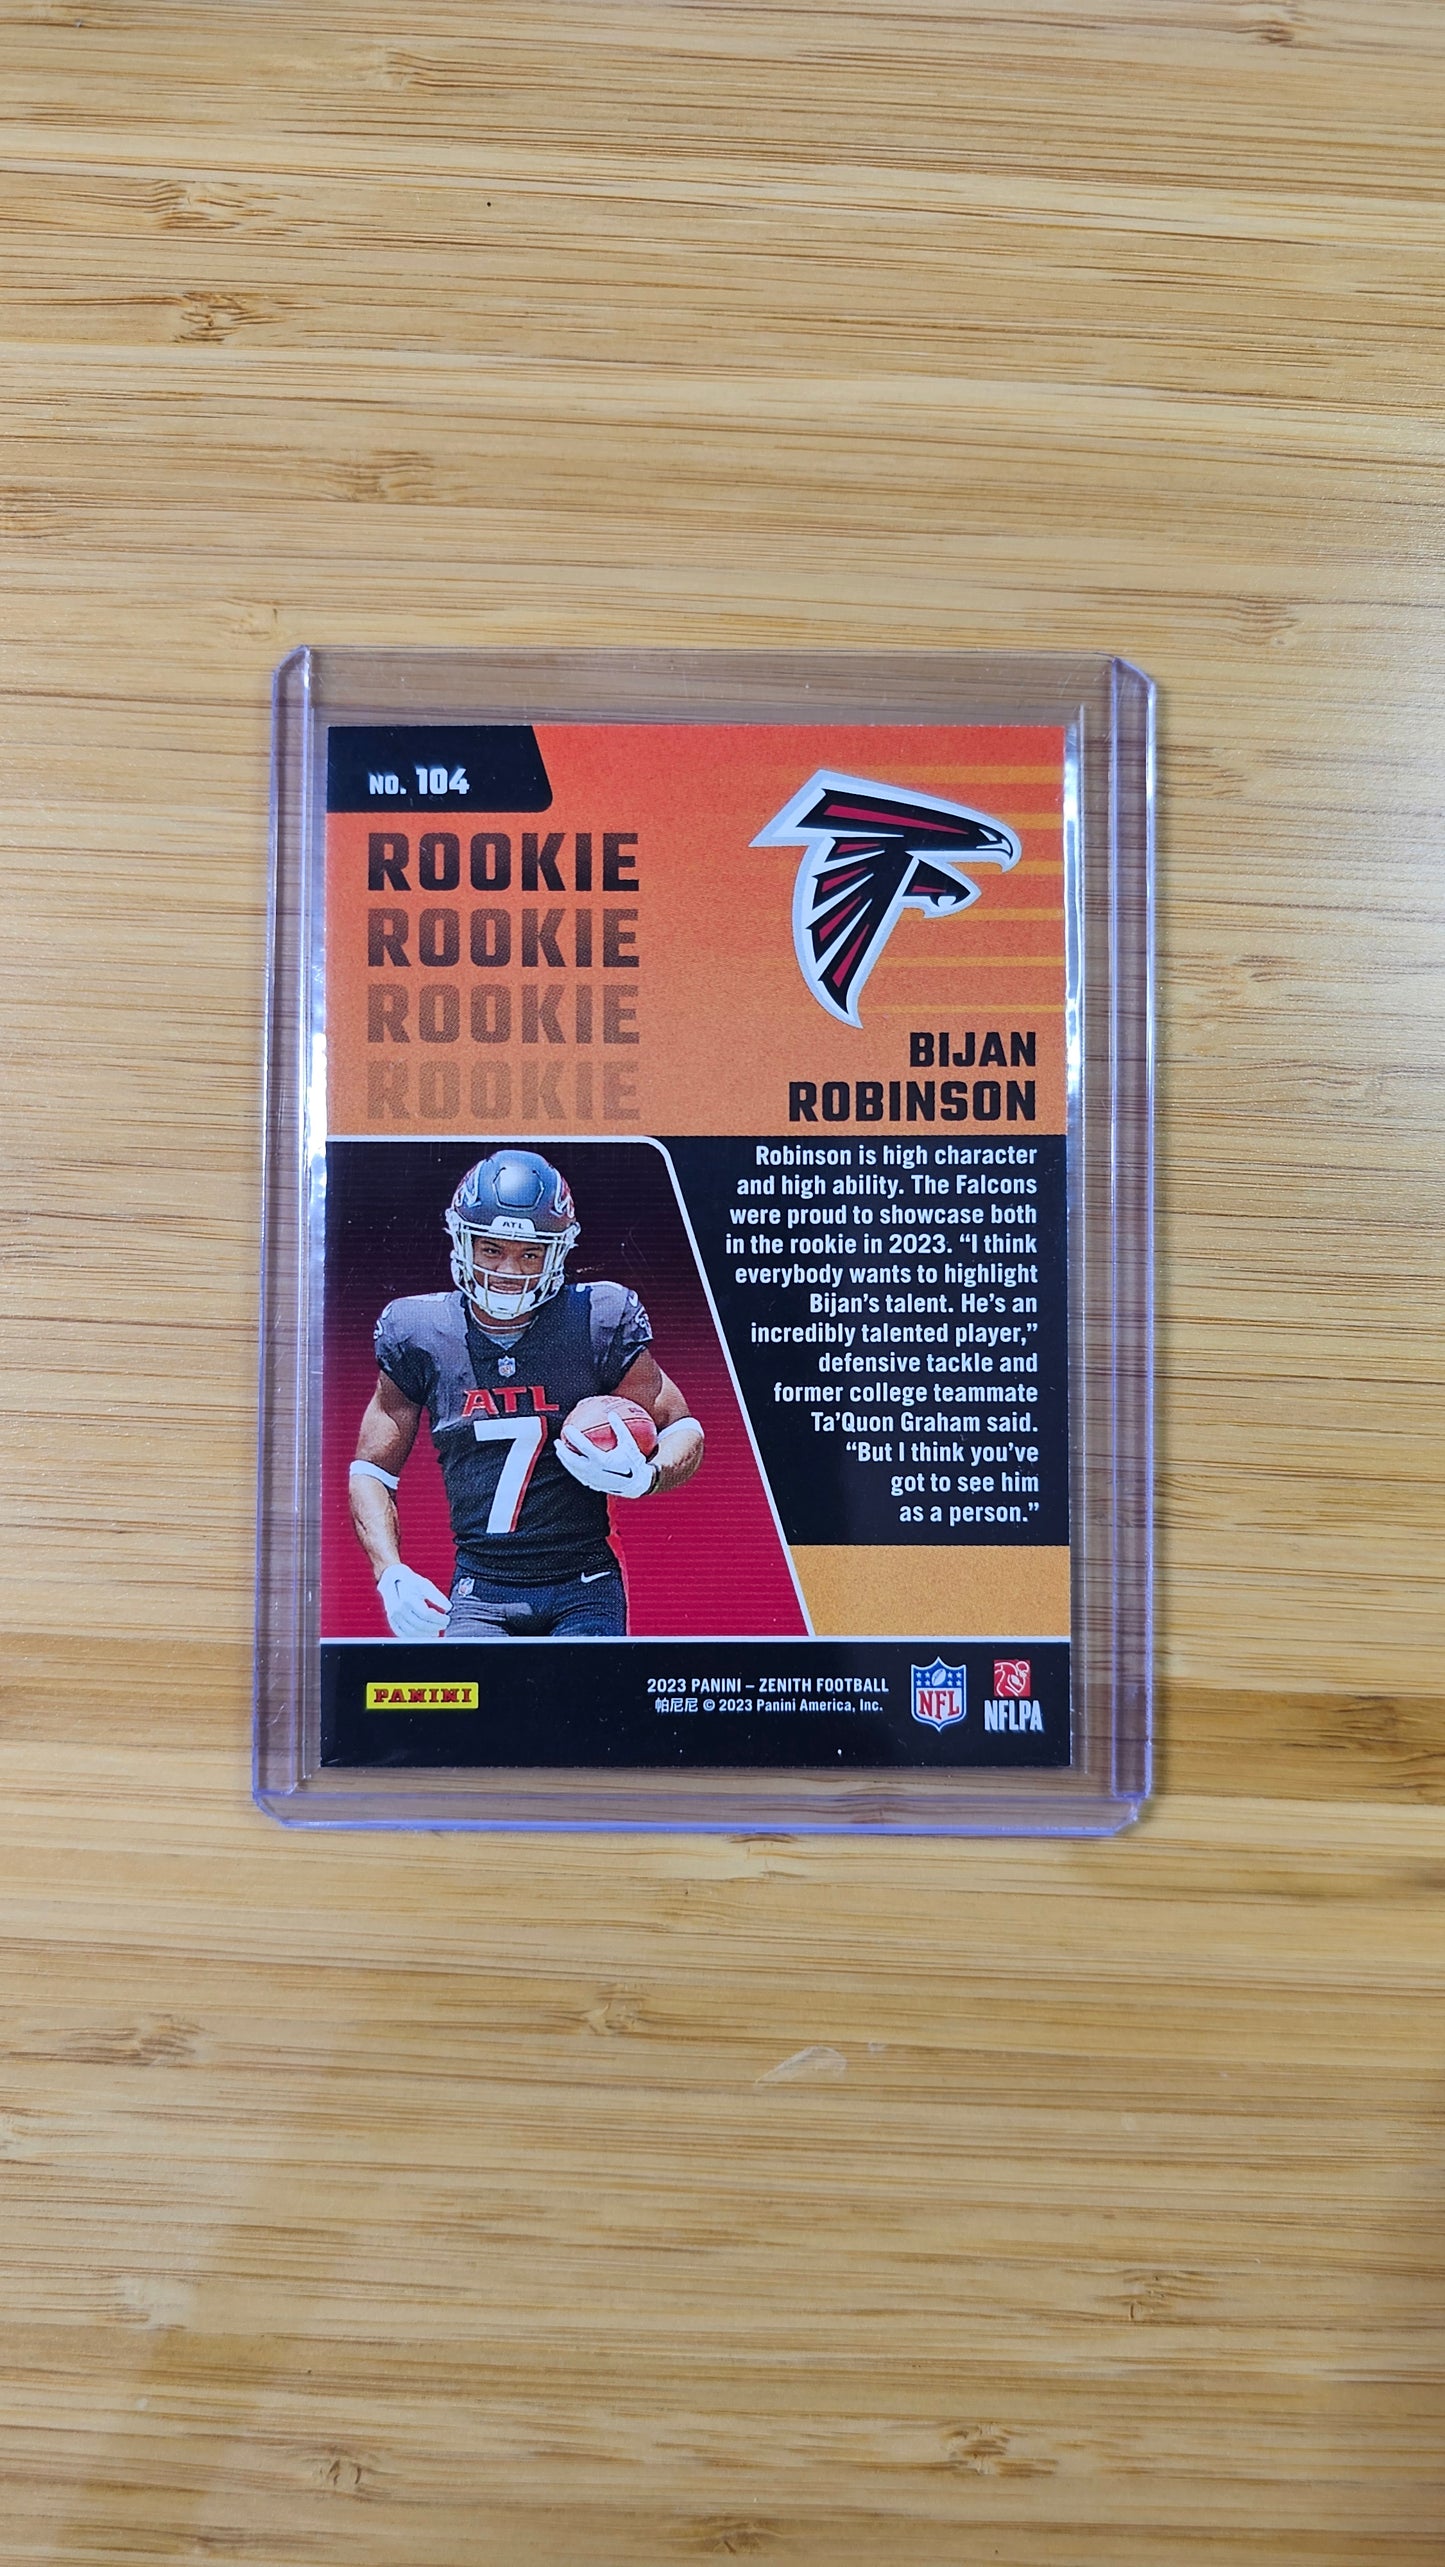 NO. 104
ROOKIE
ROOKIE
ROOKIE
ROOKIE
BIJAN
ROBINSON
Robinson is high character
and high ability. The Falcons
were proud to showcase both
in the rookie in 2023. “I think
everybody wants to highlight
Bijan’s talent. He’s an
incredibly talented player,”
defensive tackle and
former college teammate
Ta’Quon Graham said.
“But I think you’ve
got to see him
as a person.”
ATL
ATL
7
7
PANINI
2023 PANINI – ZENITH FOOTBALL
帕尼尼 © 2023 Panini America, Inc.
NFL
NFLPA